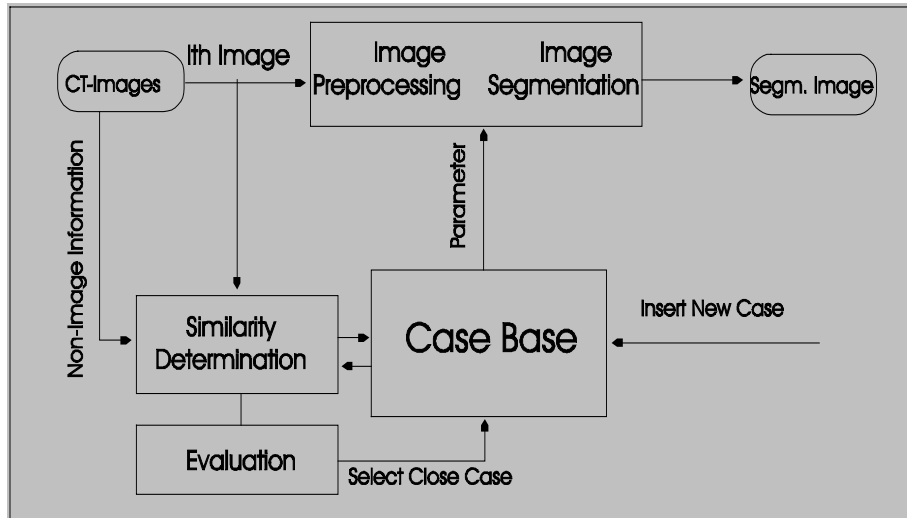 Ith Image
CT-Images
Image
Preprocessing
Image
Segmentation
Segm. Image
Non-Image Information
Parameter
Similarity
Determination
Case Base
Insert New Case
Evaluation
Select Close Case